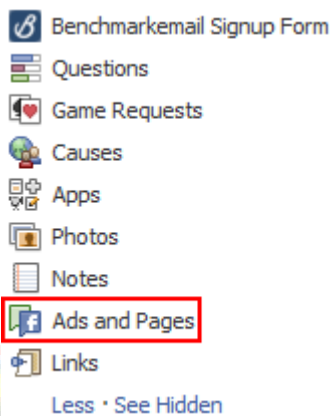 Benchmarkemail Signup Form
Questions
Game Requests
Causes
Apps
Photos
Notes
Ads and Pages
Links
Less · See Hidden